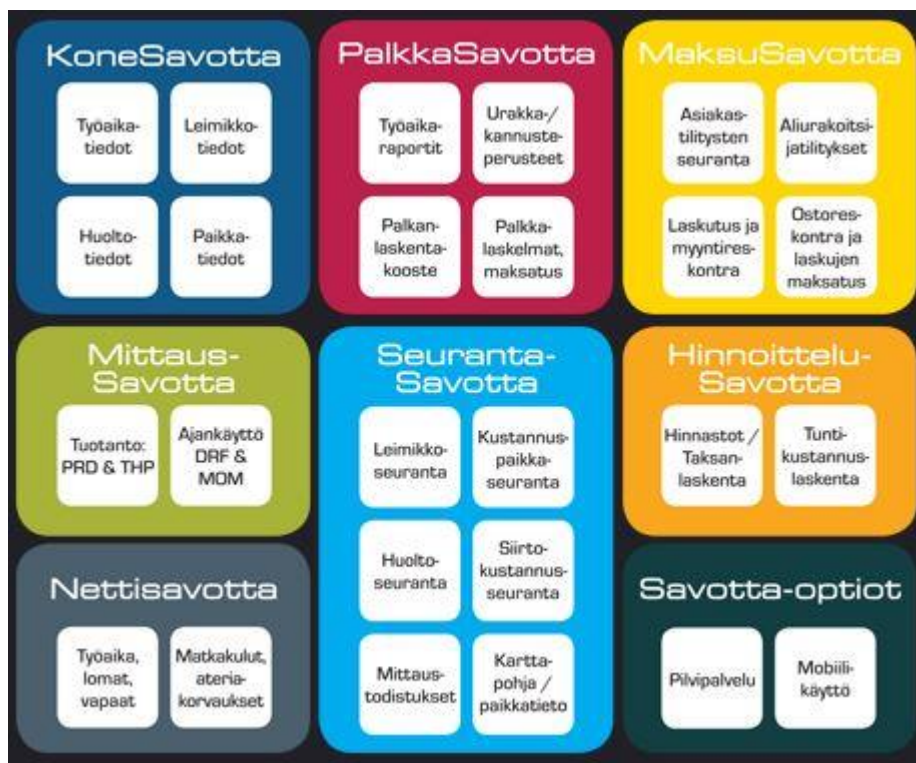 KoneSavotta
Työaika-
tiedot
Leimikko-
tiedot
Huolto-
tiedot
Paikka-
tiedot
PalkkaSavotta
Työaika-
raportit
Urakka-/
kannuste-
perusteet
Palkan-
laskenta-
kooste
Palkka-
laskelmat,
maksatus
MaksuSavotta
Asiakas-
tilitysten
seuranta
Aliurakoitsi-
jatilitykset
Laskutus ja
myyntires-
kontra
Ostores-
kontra ja
laskujen
maksatus
Mittaus-
Savotta
Tuotanto:
PRD & THP
Ajankäyttö
DRF &
MOM
Seuranta-
Savotta
Leimikko-
seuranta
Kustannus-
paikka-
seuranta
Huolto-
seuranta
Siirto-
kustannus-
seuranta
Mittaus-
todistukset
Kartta-
pohja /
paikkatieto
Hinnoittelu-
Savotta
Hinnastot /
Taksan-
laskenta
Tunti-
kustannus-
laskenta
Nettisavotta
Työaika,
lomat,
vapaat
Matkakulut,
ateria-
korvaukset
Savotta-optiot
Pilvipalvelu
Mobiili-
käyttö